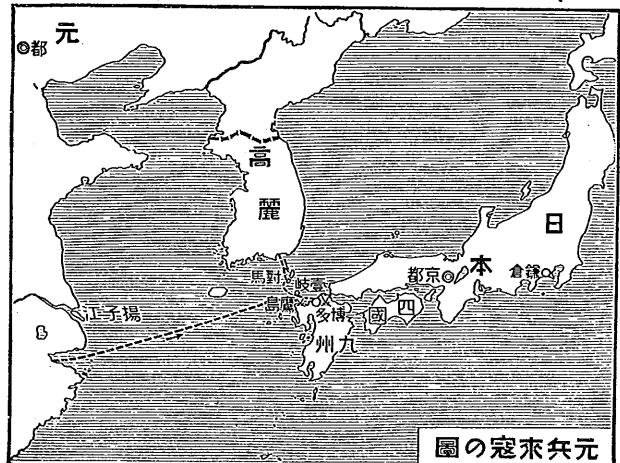 元
都
高麗
日本
對馬
壹岐
鷹島
博多
九州
四國
京都
鎌倉
揚子江
元兵來寇の圖